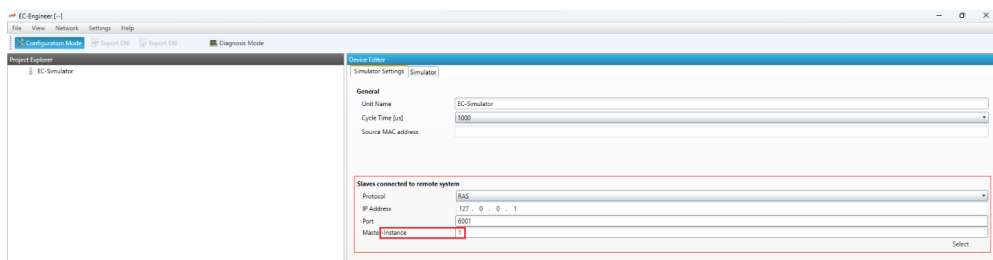 EC-Engineer [--]
File View Network Settings Help
Configuration Mode Export ENI Export EXI Diagnosis Mode
Project Explorer
EC-Simulator
Device Editor
Simulator Settings Simulator
General
Unit Name EC-Simulator
Cycle Time [us] 1000
Source MAC address
Slaves connected to remote system
Protocol RAS
IP Address 127 . 0 . 0 . 1
Port 6001
Master-Instance 1
Select